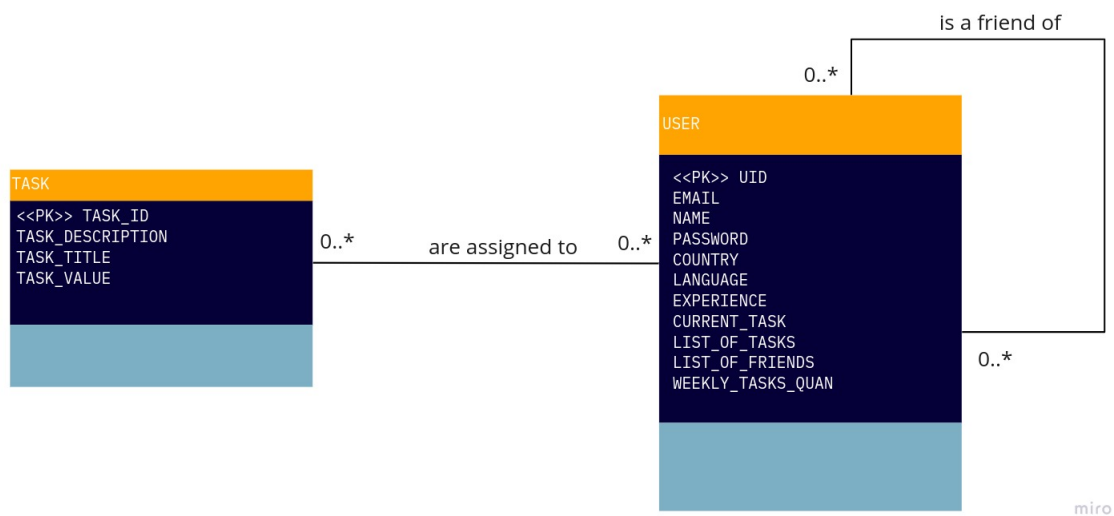 is a friend of
0..*
USER
<<PK>> UID
EMAIL
NAME
PASSWORD
COUNTRY
LANGUAGE
EXPERIENCE
CURRENT_TASK
LIST_OF_TASKS
LIST_OF_FRIENDS
WEEKLY_TASKS_QUAN
TASK
<<PK>> TASK_ID
TASK_DESCRIPTION
TASK_TITLE
TASK_VALUE
0..*
are assigned to
0..*
0..*
miro